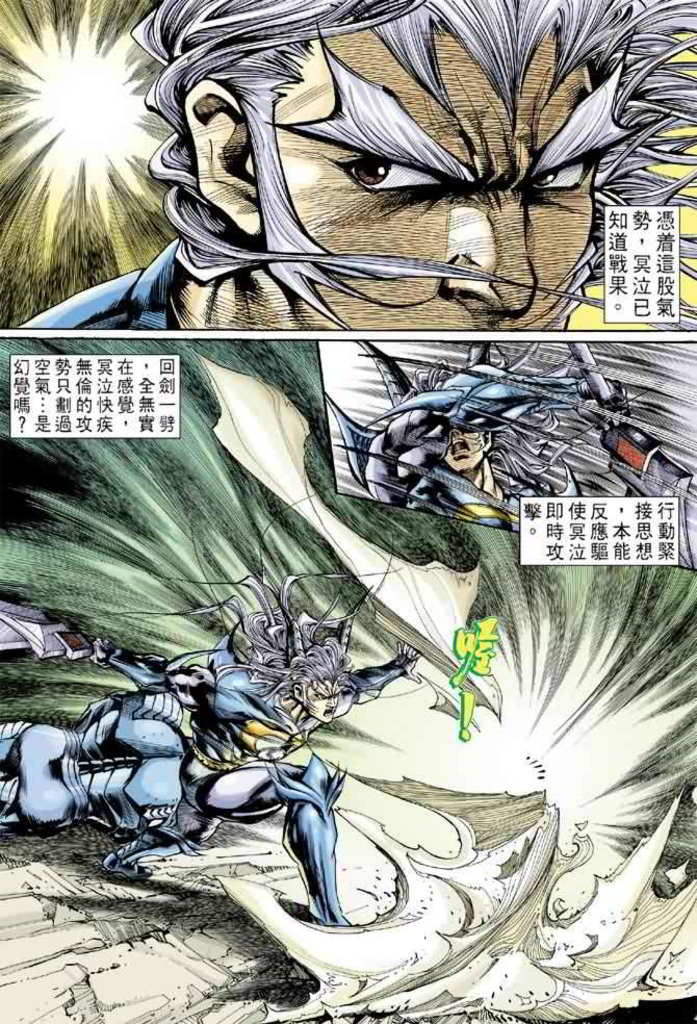 憑着這股氣
勢，冥泣已
知道戰果。
行動緊
接思想
，本能
反應驅
使冥泣
即時攻
擊。
回劍一劈
，全無實
在感覺，
冥泣快疾
無倫的攻
勢只劃過
空氣…是
幻覺嗎？